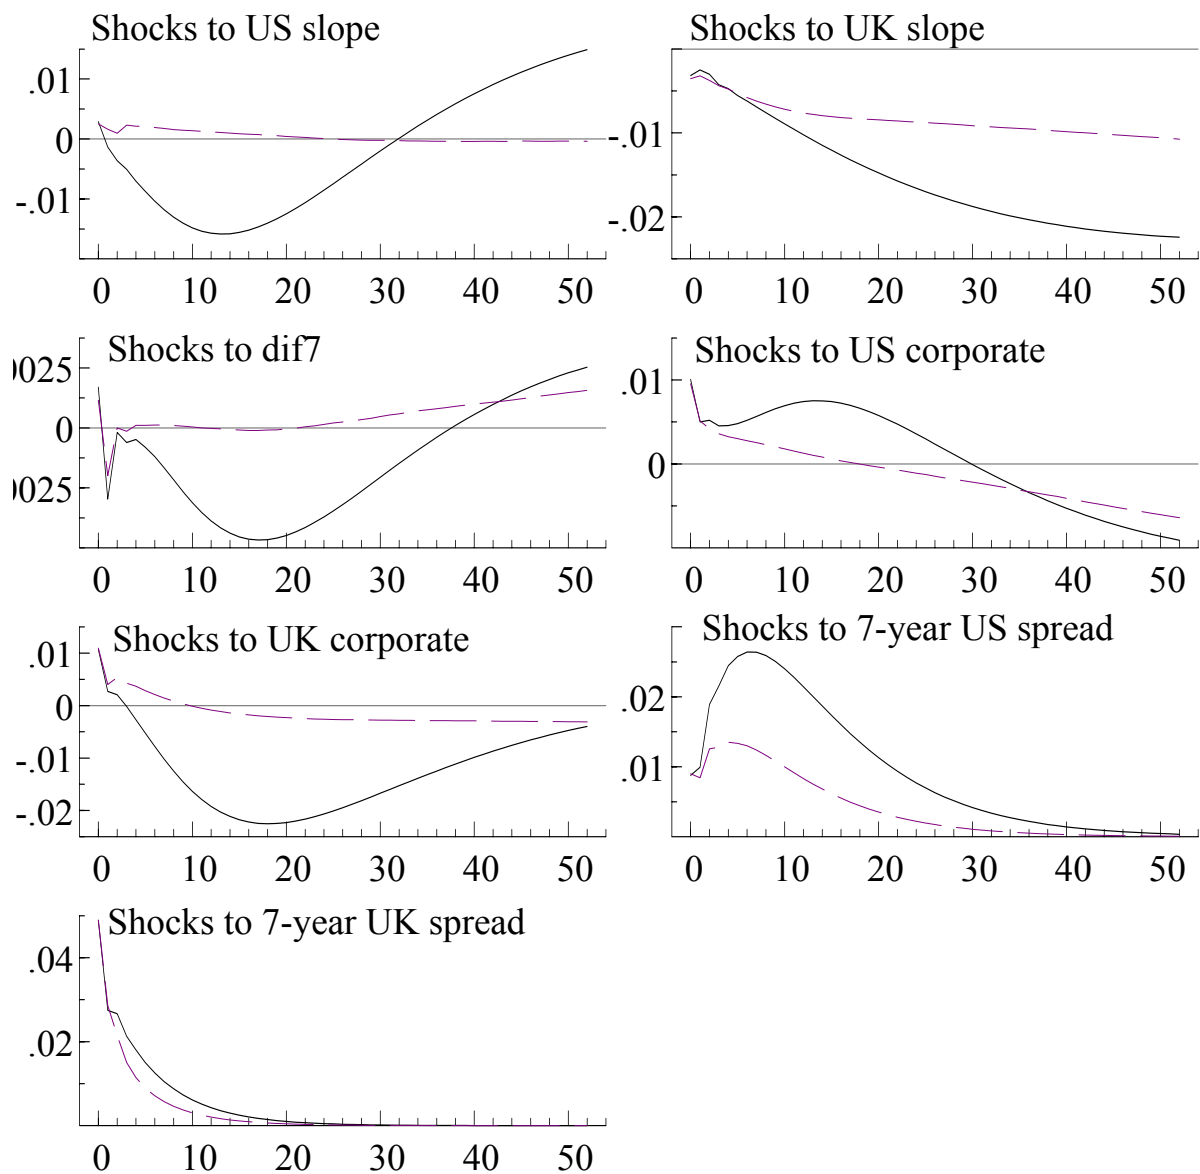 Shocks to US slope
.01
0
-.01
0 10 20 30 40 50
Shocks to UK slope
-.01
-.02
0 10 20 30 40 50
Shocks to dif7
0025
0
0025
0 10 20 30 40 50
Shocks to US corporate
.01
0
0 10 20 30 40 50
Shocks to UK corporate
.01
0
-.01
-.02
0 10 20 30 40 50
Shocks to 7-year US spread
.02
.01
0 10 20 30 40 50
Shocks to 7-year UK spread
.04
.02
0 10 20 30 40 50